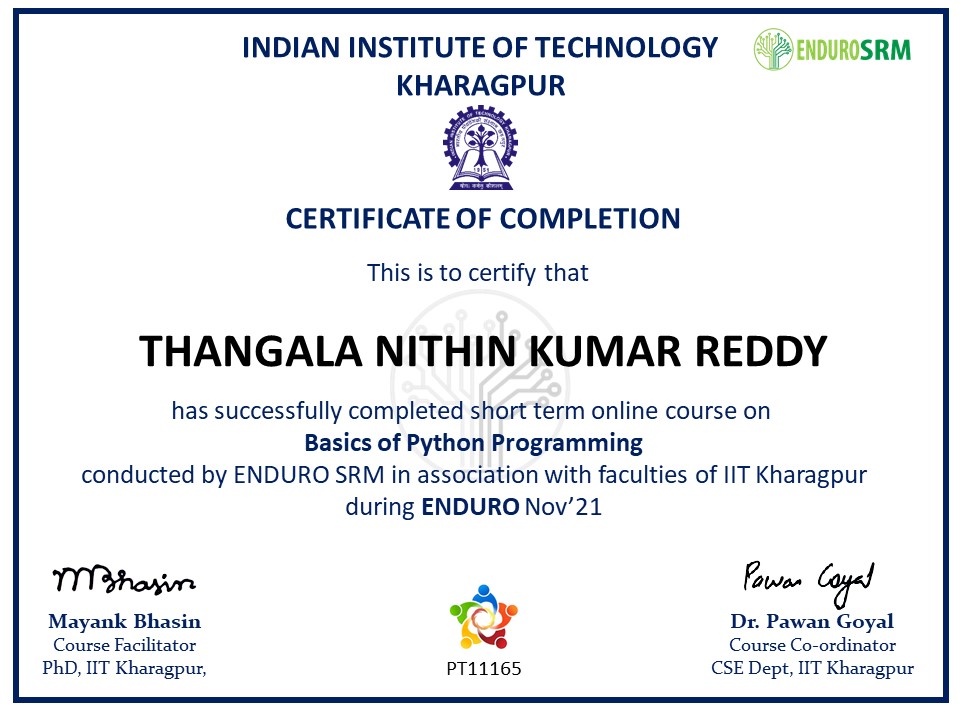 INDIAN INSTITUTE OF TECHNOLOGY
KHARAGPUR
ENDUROSRM
1951
CERTIFICATE OF COMPLETION
This is to certify that
THANGALA NITHIN KUMAR REDDY
has successfully completed short term online course on
Basics of Python Programming
conducted by ENDURO SRM in association with faculties of IIT Kharagpur
during ENDURO Nov’21
MBhasin
Pawan Goyal
Mayank Bhasin
Course Facilitator
PhD, IIT Kharagpur,
PT11165
Dr. Pawan Goyal
Course Co-ordinator
CSE Dept, IIT Kharagpur